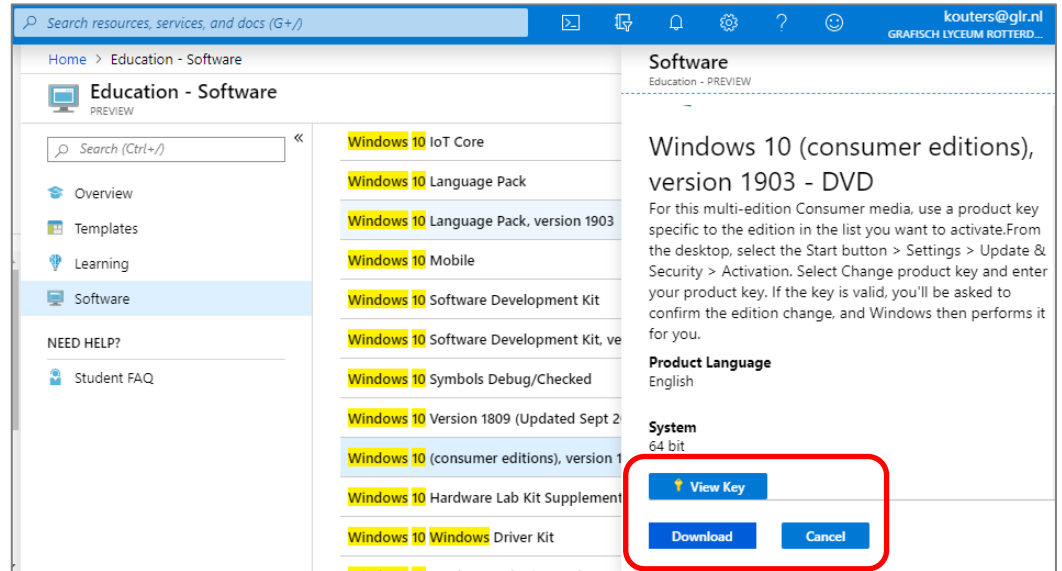 Search resources, services, and docs (G+/)
kouters@glr.nl
GRAFISCH LYCEUM ROTTERD...
Home > Education - Software
Education - Software
PREVIEW
Search (Ctrl+/)
«
Overview
Templates
Learning
Software
NEED HELP?
Student FAQ
Windows 10 IoT Core
Windows 10 Language Pack
Windows 10 Language Pack, version 1903
Windows 10 Mobile
Windows 10 Software Development Kit
Windows 10 Software Development Kit, ve
Windows 10 Symbols Debug/Checked
Windows 10 Version 1809 (Updated Sept 2
Windows 10 (consumer editions), version 1
Windows 10 Hardware Lab Kit Supplement
Windows 10 Windows Driver Kit
Software
Education - PREVIEW
Windows 10 (consumer editions),
version 1903 - DVD
For this multi-edition Consumer media, use a product key
specific to the edition in the list you want to activate.From
the desktop, select the Start button > Settings > Update &
Security > Activation. Select Change product key and enter
your product key. If the key is valid, you'll be asked to
confirm the edition change, and Windows then performs it
for you.
Product Language
English
System
64 bit
View Key
Download
Cancel